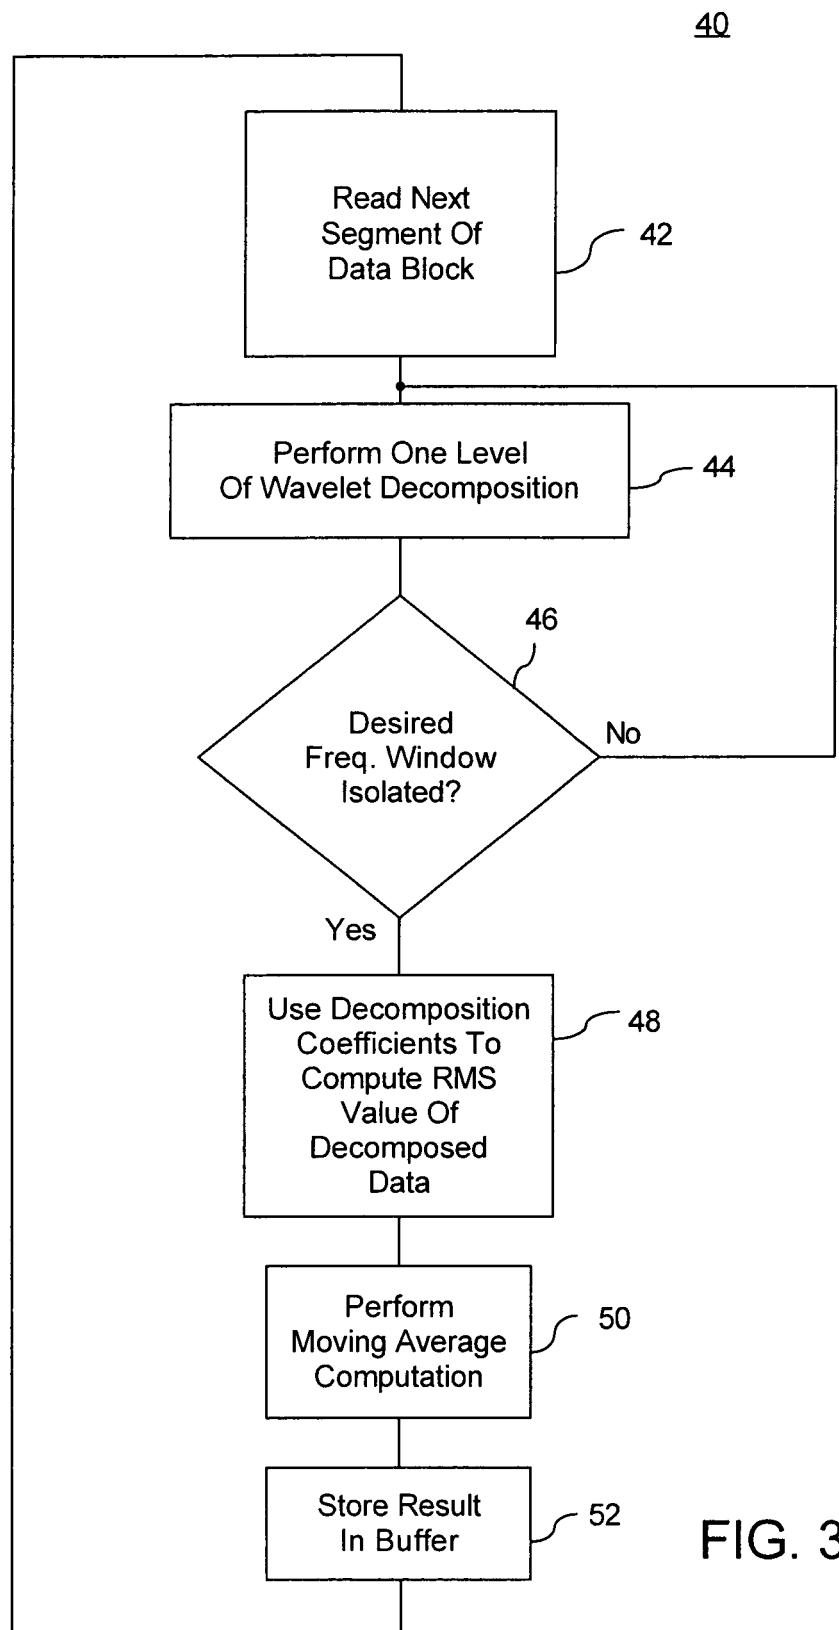 40
Read Next
Segment Of
Data Block
42
Perform One Level
Of Wavelet Decomposition
44
46
Desired
Freq. Window
Isolated?
No
Yes
Use Decomposition
Coefficients To
Compute RMS
Value Of
Decomposed
Data
48
Perform
Moving Average
Computation
50
Store Result
In Buffer
52
FIG. 3